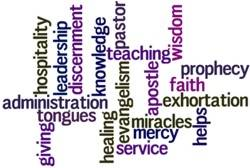 hospitality
leadership
discernment
knowledge
pastor
teaching
wisdom
apostle
prophecy
faith
administration
exhortation
tongues
giving
healing
evangelism
miracles
mercy
helps
service